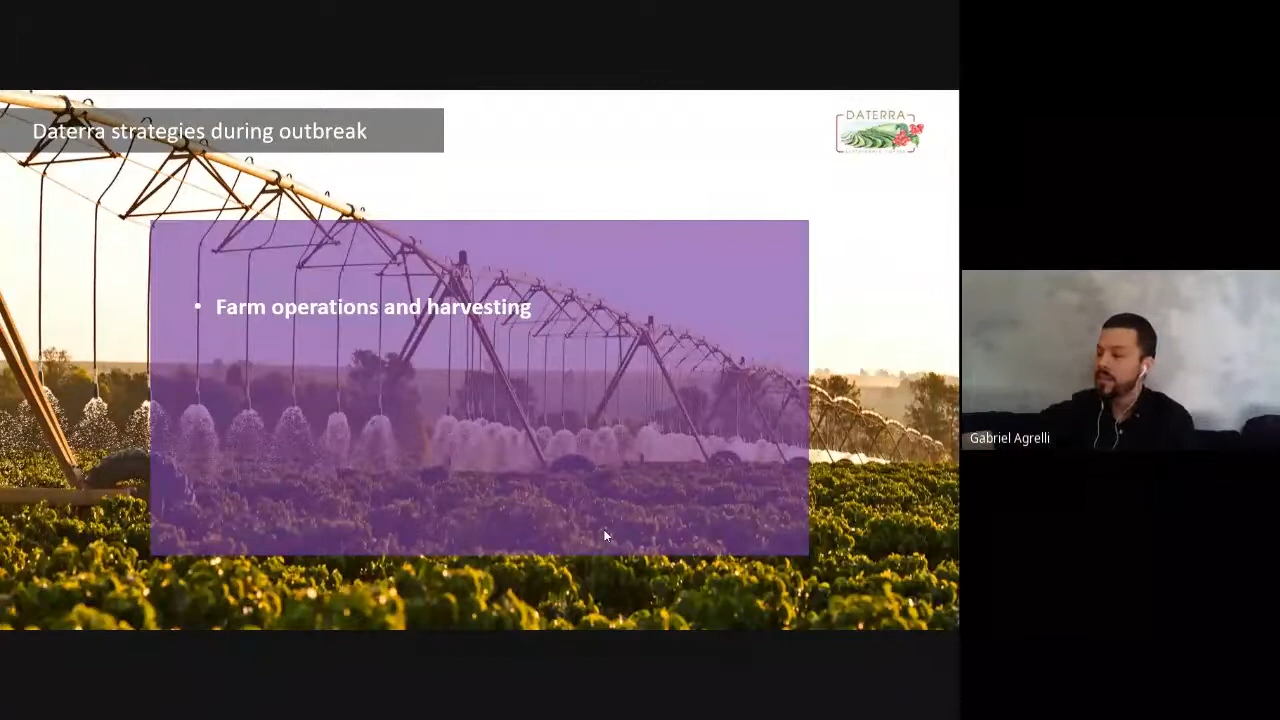 Daterra strategies during outbreak
DATERRA
• Farm operations and harvesting
Gabriel Agrelli